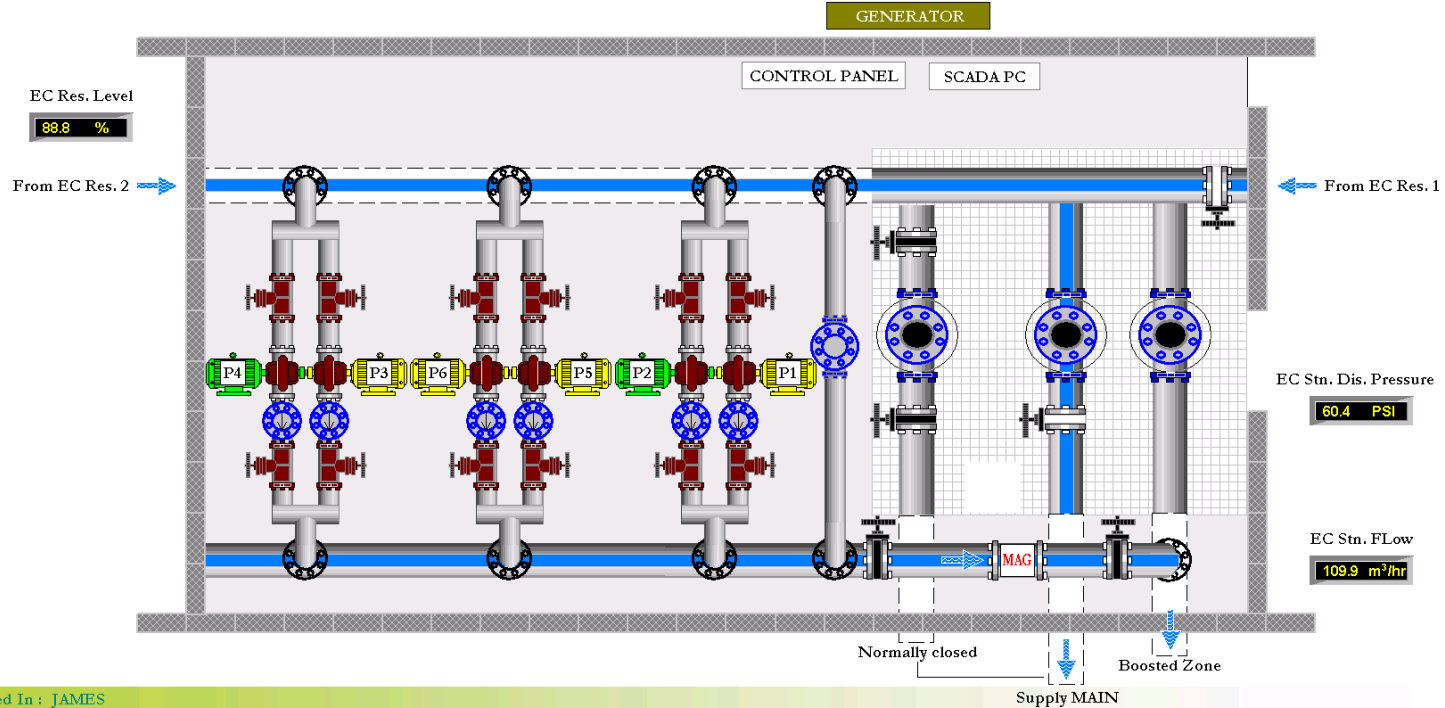 GENERATOR
CONTROL PANEL
SCADA PC
EC Res. Level
88.8 %
From EC Res. 2
From EC Res. 1
P4
P3
P6
P5
P2
P1
EC Stn. Dis. Pressure
60.4 PSI
EC Stn. FLow
109.9 m³/hr
MAG
Normally closed
Boosted Zone
Supply MAIN
ed In : JAMES